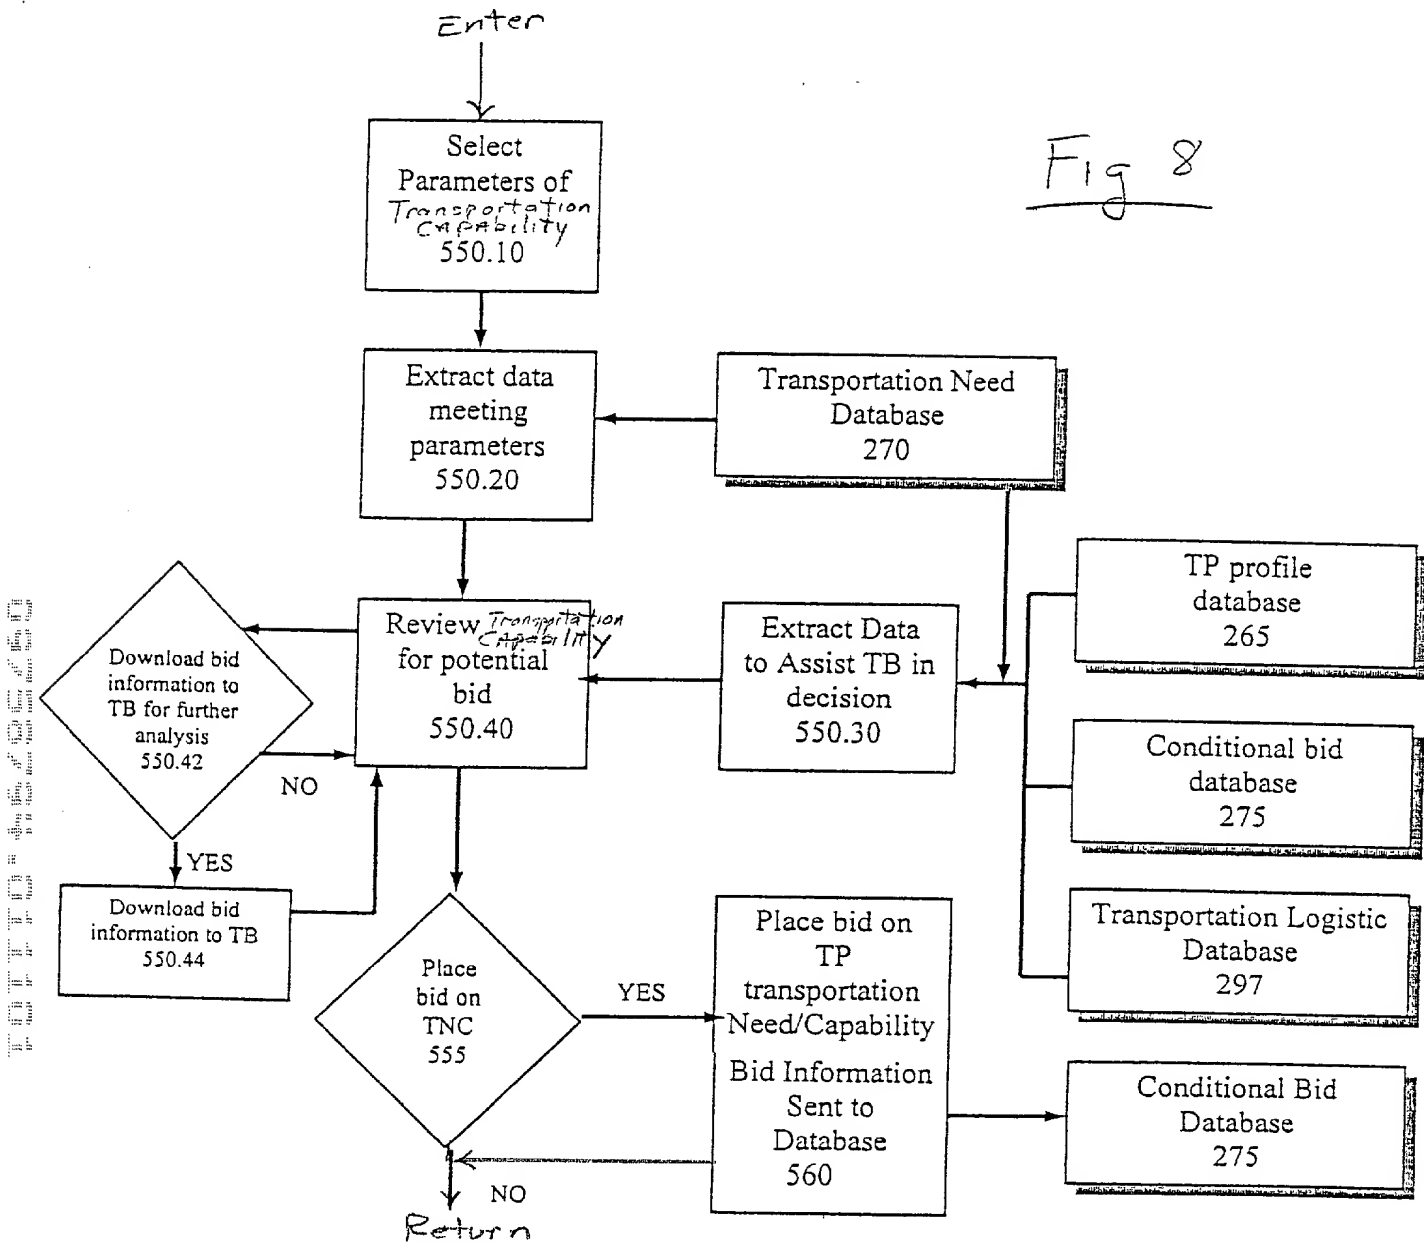 Enter
Fig 8
Select
Parameters of
Transportation
CAPABILITY
550.10
Extract data
meeting
parameters
550.20
Transportation Need
Database
270
TP profile
database
265
Review Transportation
Capability
for potential
bid
550.40
Extract Data
to Assist TB in
decision
550.30
Download bid
information to
TB for further
analysis
550.42
NO
Conditional bid
database
275
YES
Download bid
information to TB
550.44
Transportation Logistic
Database
297
Place
bid on
TNC
555
YES
Place bid on
TP
transportation
Need/Capability
Bid Information
Sent to
Database
560
Conditional Bid
Database
275
NO
Return